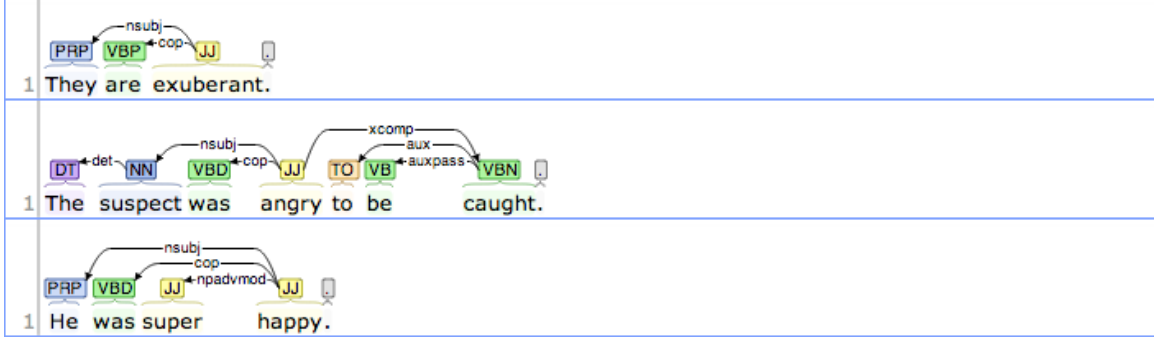 nsubj
cop
PRP VBP JJ .
1 They are exuberant.
xcomp
nsubj aux
det cop auxpass
DT NN VBD JJ TO VB VBN .
1 The suspect was angry to be caught.
nsubj
cop
npadvmod
PRP VBD JJ JJ .
1 He was super happy.